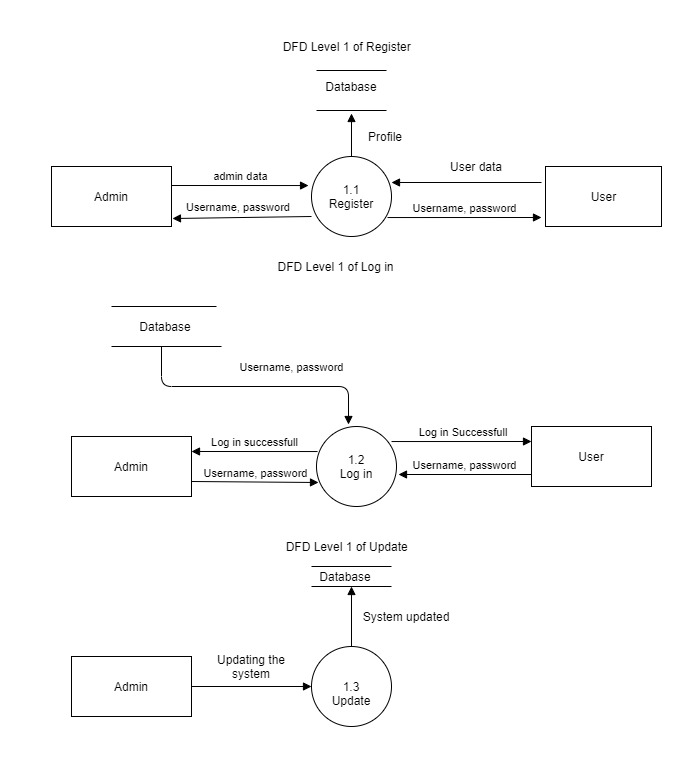 DFD Level 1 of Register
Database
Profile
admin data
User data
Admin
1.1
Register
User
Username, password
Username, password
DFD Level 1 of Log in
Database
Username, password
Log in successfull
Log in Successfull
Admin
1.2
Log in
User
Username, password
Username, password
DFD Level 1 of Update
Database
System updated
Updating the
system
Admin
1.3
Update